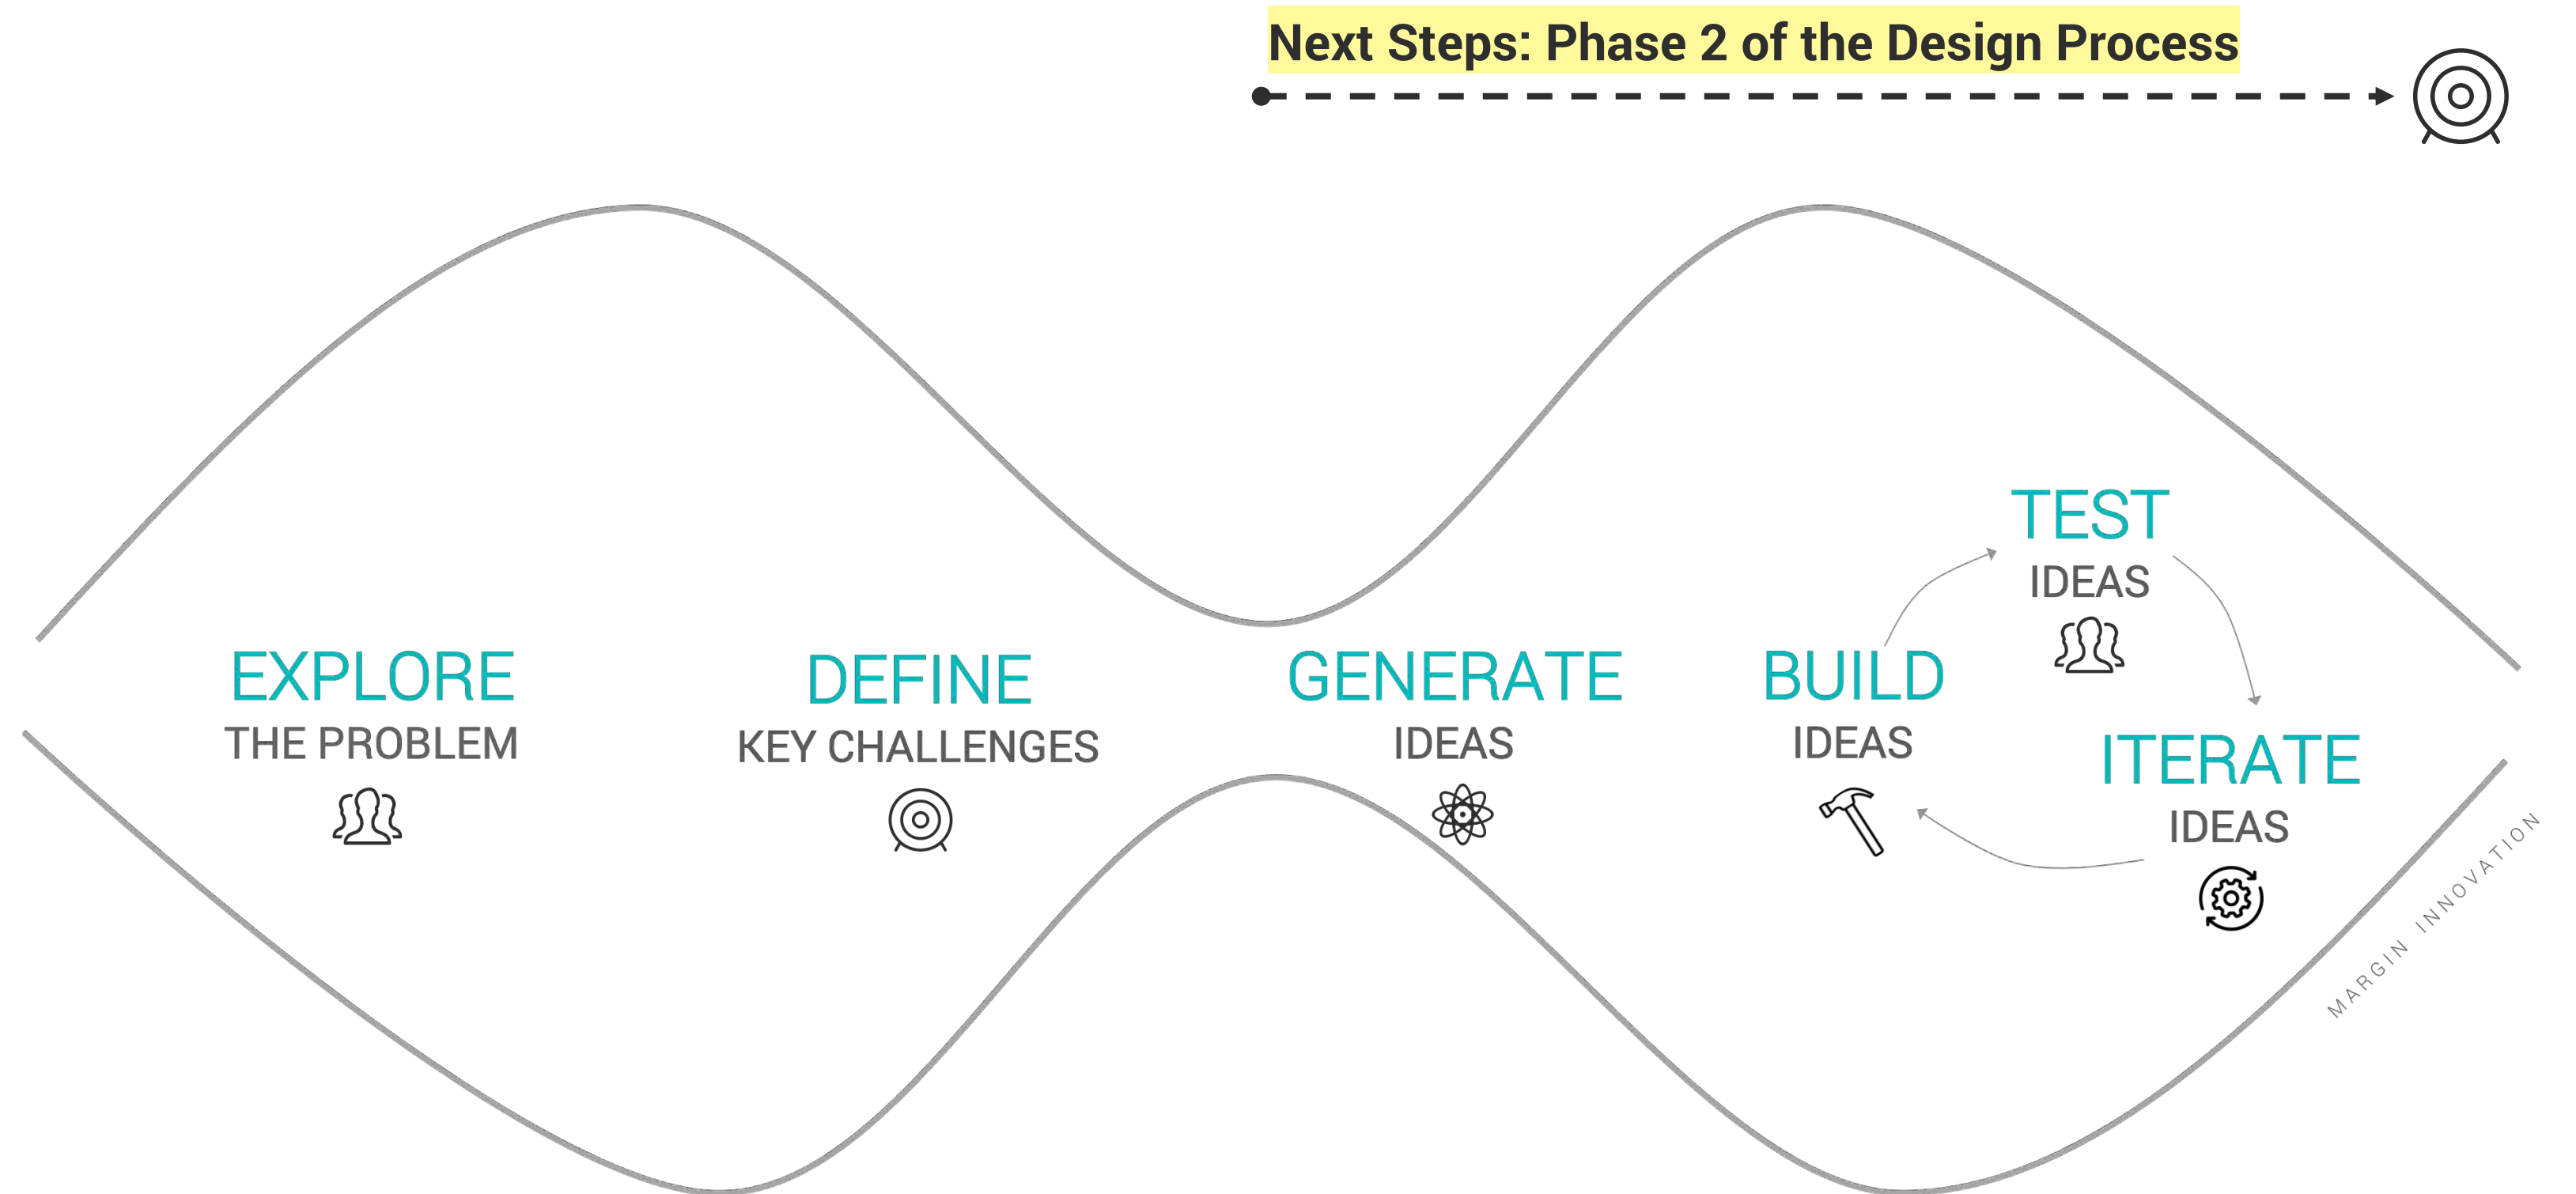 Next Steps: Phase 2 of the Design Process
EXPLORE
THE PROBLEM
DEFINE
KEY CHALLENGES
GENERATE
IDEAS
BUILD
IDEAS
TEST
IDEAS
ITERATE
IDEAS
MARGIN INNOVATION